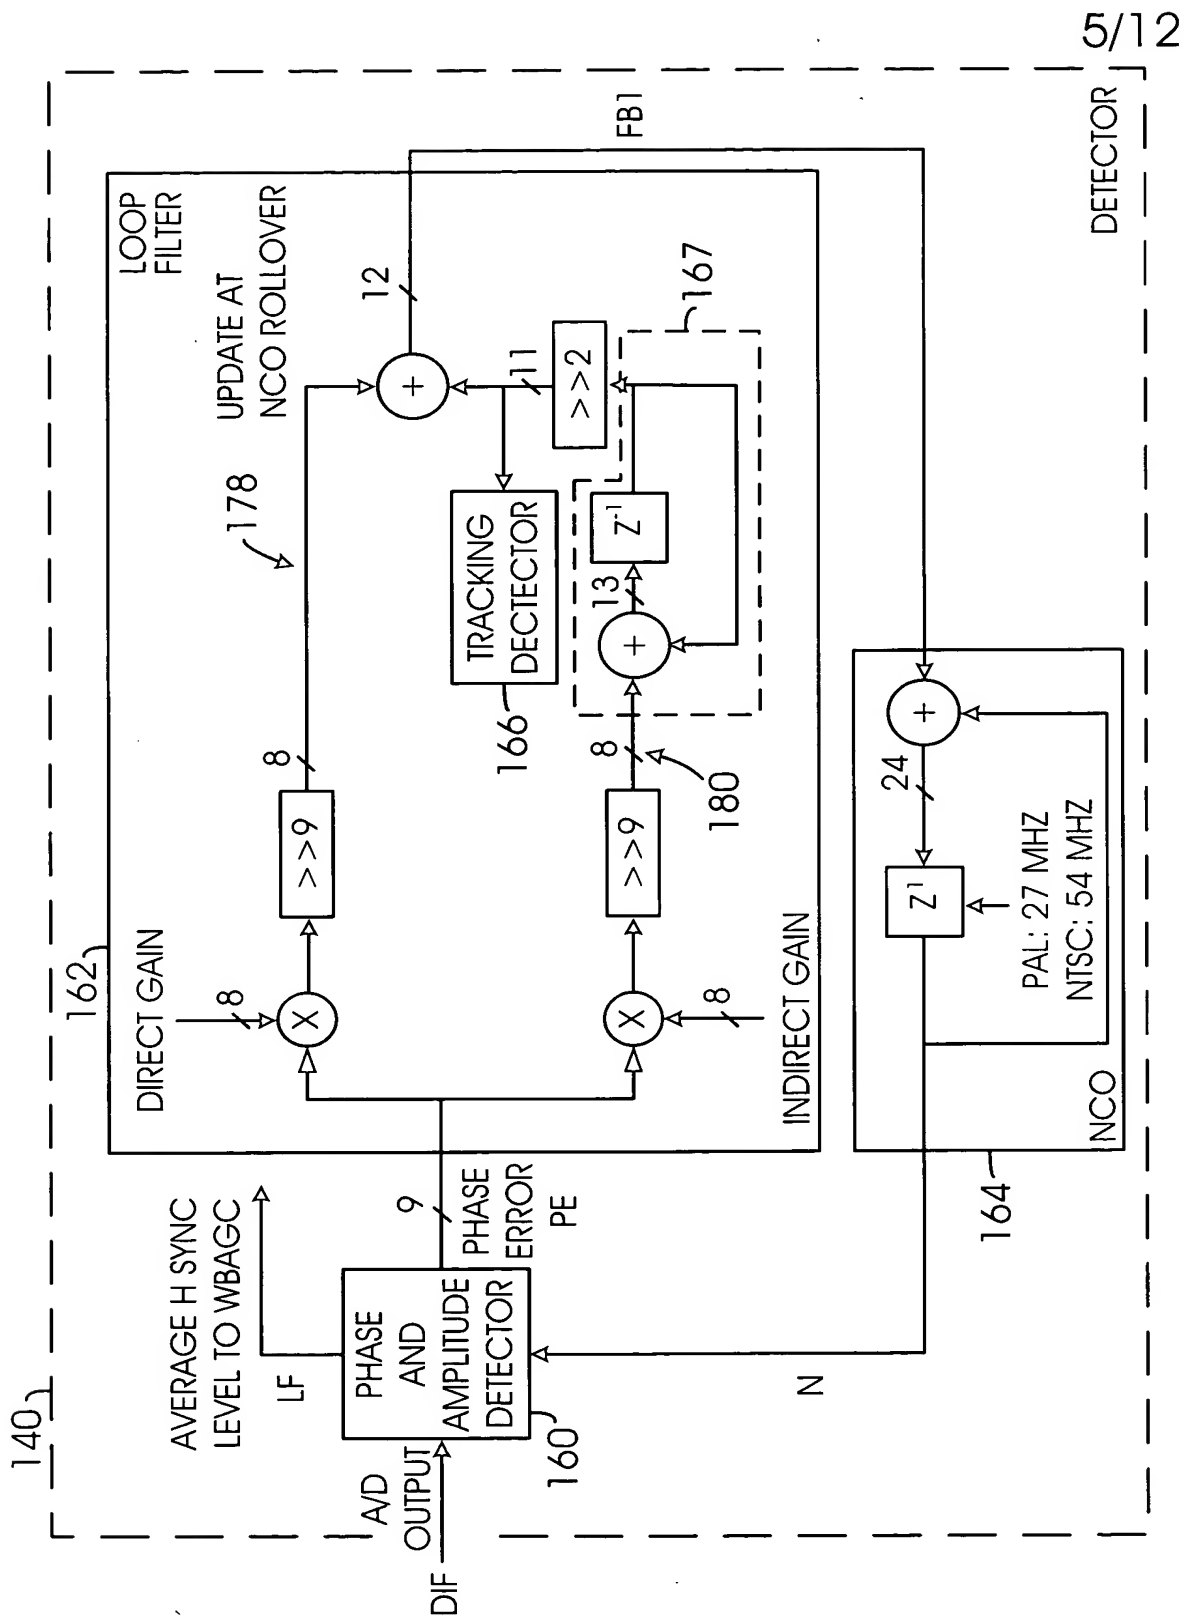 5/12
140
DETECTOR
DIF
A/D
OUTPUT
PHASE
AND
AMPLITUDE
DETECTOR
160
LF
AVERAGE H SYNC
LEVEL TO WBAGC
9
PHASE
ERROR
PE
N
162
LOOP
FILTER
DIRECT GAIN
8
X
>>9
8
178
UPDATE AT
NCO ROLLOVER
+
12
FB1
INDIRECT GAIN
8
X
>>9
8
180
+
13
Z-1
167
>>2
11
TRACKING
DECTECTOR
166
164
NCO
+
24
Z1
PAL: 27 MHZ
NTSC: 54 MHZ